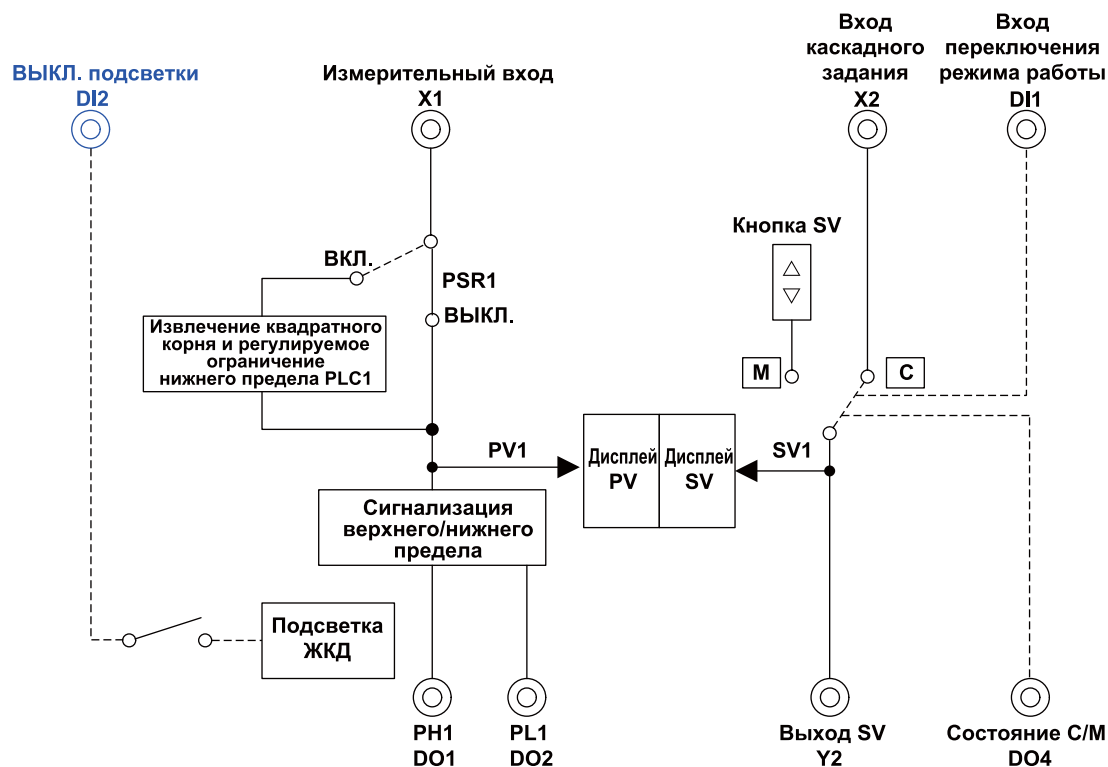 ВЫКЛ. подсветки
DI2
Измерительный вход
X1
Вход
каскадного
задания
X2
Вход
переключения
режима работы
DI1
Кнопка SV
ВКЛ.
PSR1
ВЫКЛ.
Извлечение квадратного
корня и регулируемое
ограничение
нижнего предела PLC1
M
C
PV1
Дисплей
PV
Дисплей
SV
SV1
Сигнализация
верхнего/нижнего
предела
Подсветка
ЖКД
PH1
DO1
PL1
DO2
Выход SV
Y2
Состояние C/M
DO4